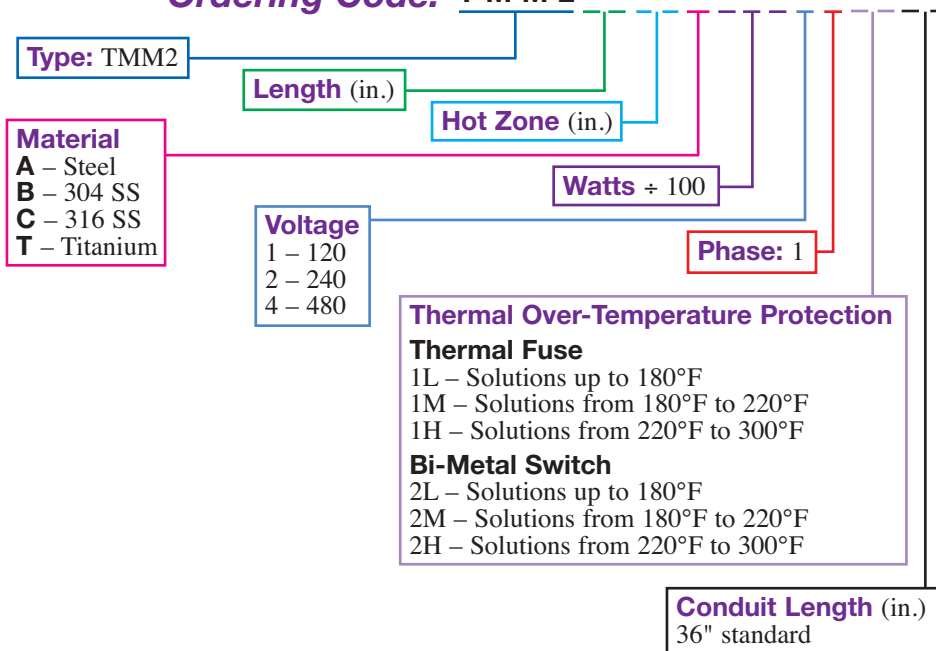 Ordering Code:
Type: TMM2
Length (in.)
Hot Zone (in.)
Material
A – Steel
B – 304 SS
C – 316 SS
T – Titanium
Watts ÷ 100
Voltage
1 – 120
2 – 240
4 – 480
Phase: 1
Thermal Over-Temperature Protection
Thermal Fuse
1L – Solutions up to 180°F
1M – Solutions from 180°F to 220°F
1H – Solutions from 220°F to 300°F
Bi-Metal Switch
2L – Solutions up to 180°F
2M – Solutions from 180°F to 220°F
2H – Solutions from 220°F to 300°F
Conduit Length (in.)
36" standard